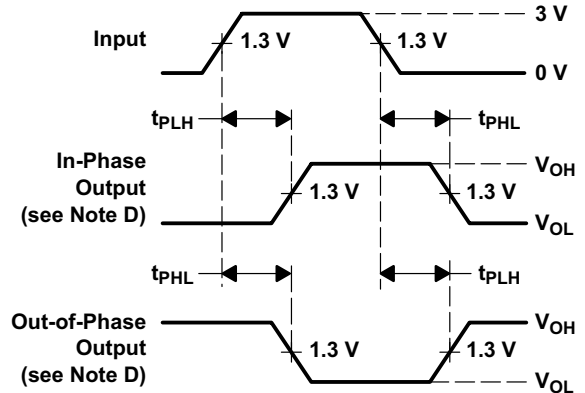 3 V
Input
1.3 V
1.3 V
0 V
tPLH
tPHL
In-Phase
Output
(see Note D)
VOH
1.3 V
1.3 V
VOL
tPHL
tPLH
Out-of-Phase
Output
(see Note D)
VOH
1.3 V
1.3 V
VOL